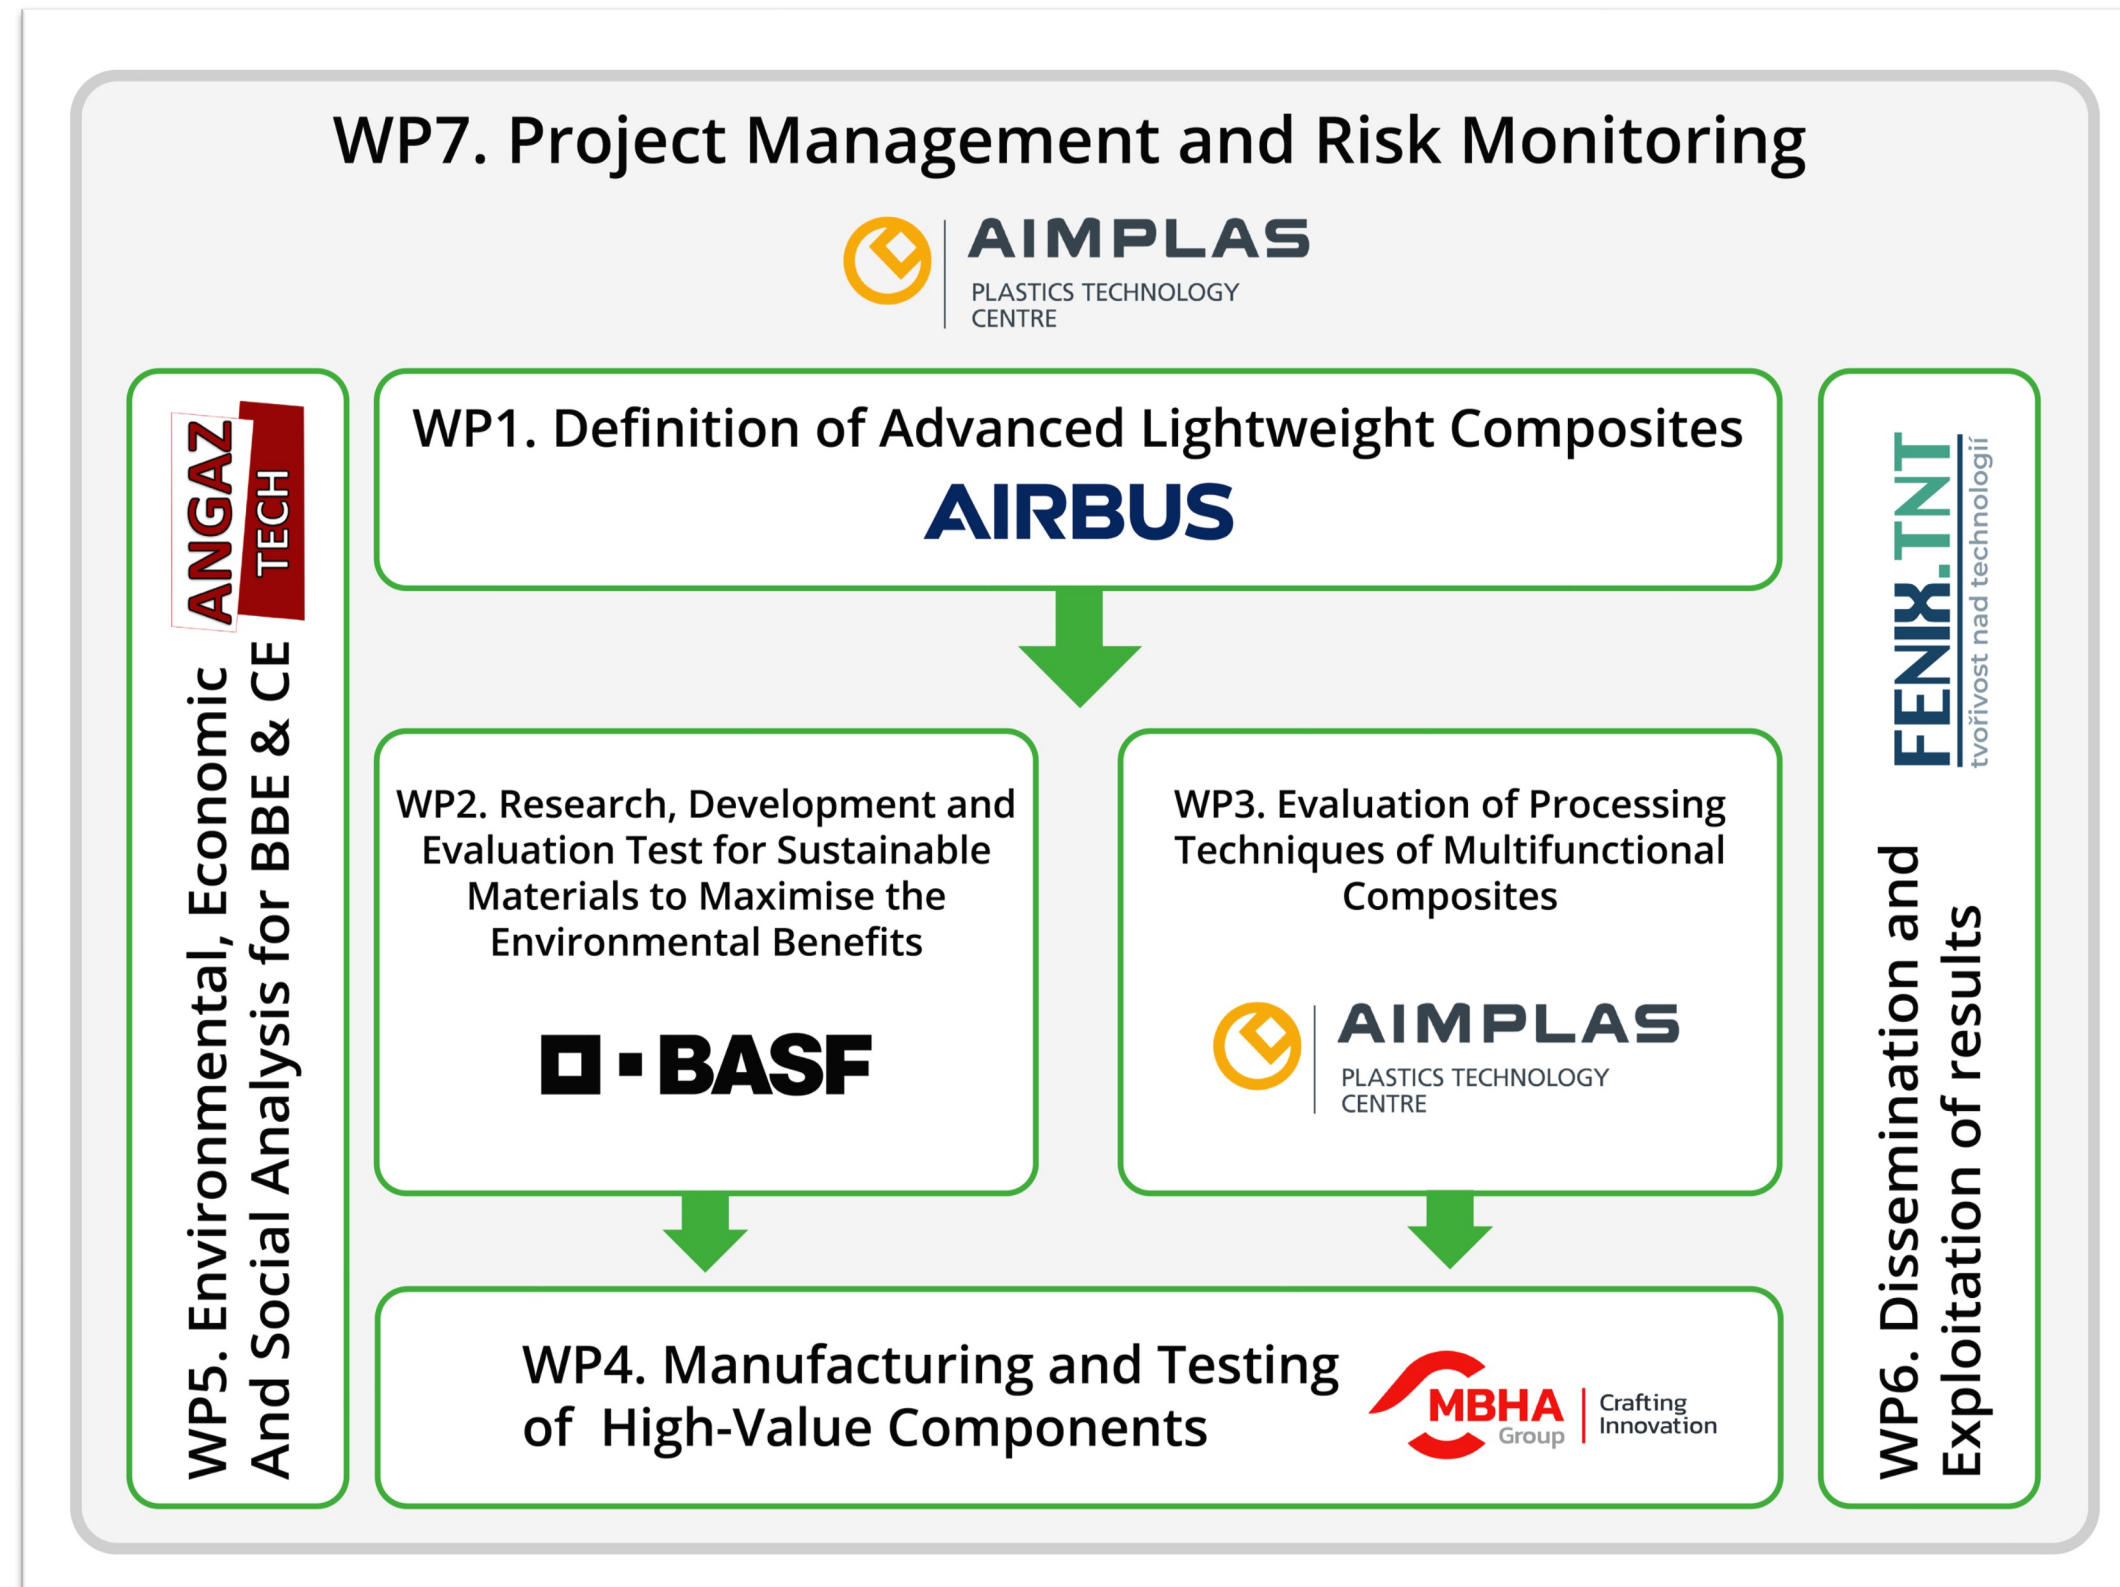 WP7. Project Management and Risk Monitoring
AIMPLAS
PLASTICS TECHNOLOGY
CENTRE
ANGAZ
TECH
WP5. Environmental, Economic
And Social Analysis for BBE & CE
WP1. Definition of Advanced Lightweight Composites
AIRBUS
WP2. Research, Development and
Evaluation Test for Sustainable
Materials to Maximise the
Environmental Benefits
BASF
WP3. Evaluation of Processing
Techniques of Multifunctional
Composites
AIMPLAS
PLASTICS TECHNOLOGY
CENTRE
WP4. Manufacturing and Testing
of High-Value Components
MBHA
Group
Crafting
Innovation
FENIX.TNT
tvořivost nad technologií
WP6. Dissemination and
Exploitation of results